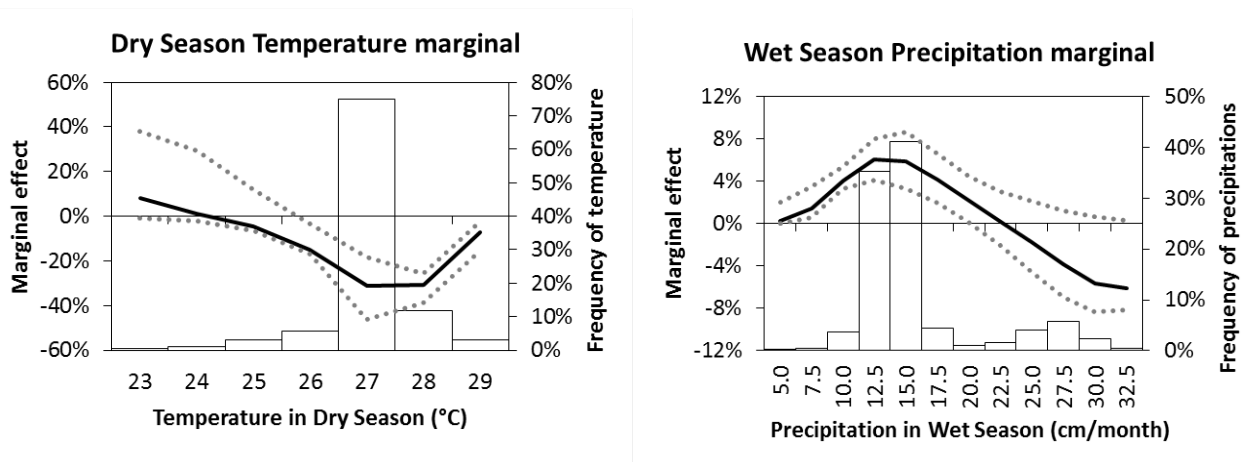 Dry Season Temperature marginal
60%
40%
20%
0%
-20%
-40%
-60%
Marginal effect
80%
70%
60%
50%
40%
30%
20%
10%
0%
Frequency of temperature
23 24 25 26 27 28 29
Temperature in Dry Season (°C)
Wet Season Precipitation marginal
12%
8%
4%
0%
-4%
-8%
-12%
Marginal effect
50%
40%
30%
20%
10%
0%
Frequency of precipitations
5.0 7.5 10.0 12.5 15.0 17.5 20.0 22.5 25.0 27.5 30.0 32.5
Precipitation in Wet Season (cm/month)